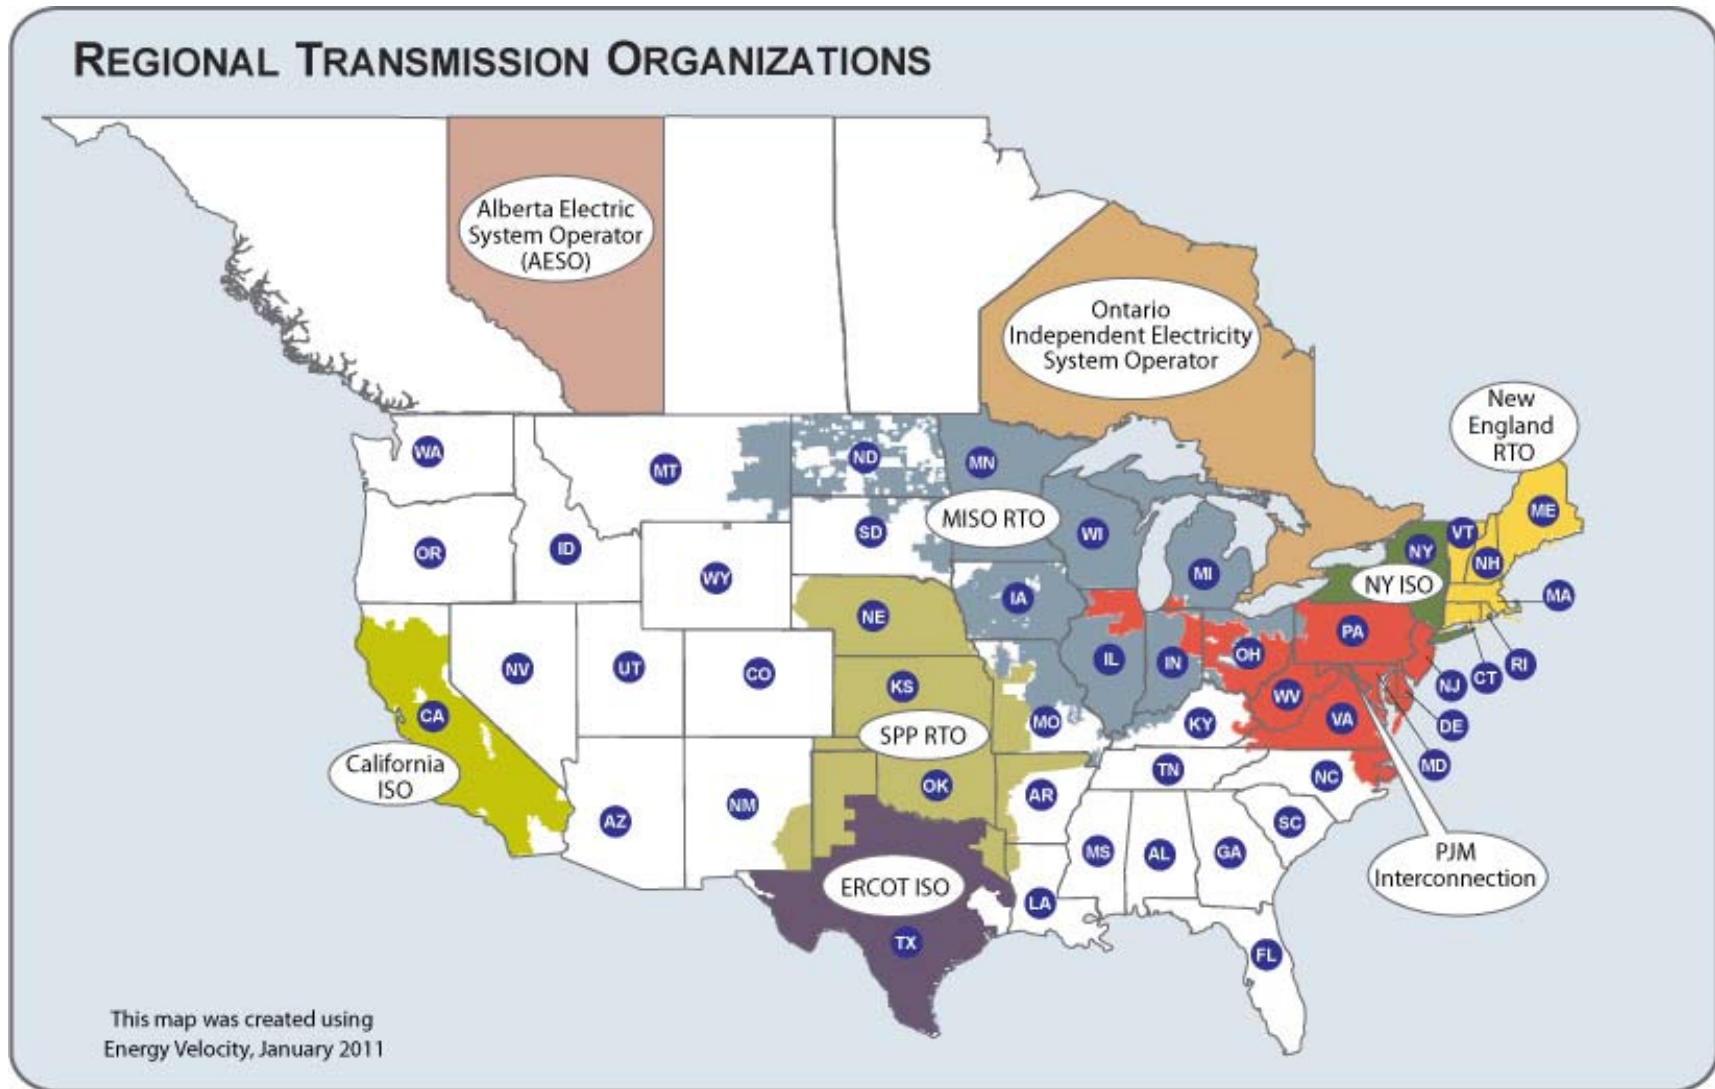 REGIONAL TRANSMISSION ORGANIZATIONS
Alberta Electric
System Operator
(AESO)
Ontario
Independent Electricity
System Operator
New
England
RTO
WA
MT
ND
MN
MISO RTO
ME
VT
NY
NH
OR
ID
SD
WI
WY
MI
NY ISO
MA
IA
NE
PA
NV
UT
CO
KS
IL
IN
OH
RI
CT
NJ
WV
VA
DE
CA
MO
KY
SPP RTO
MD
California
ISO
TN
NC
OK
AR
NM
AZ
SC
MS
AL
GA
PJM
Interconnection
ERCOT ISO
LA
TX
FL
This map was created using
Energy Velocity, January 2011